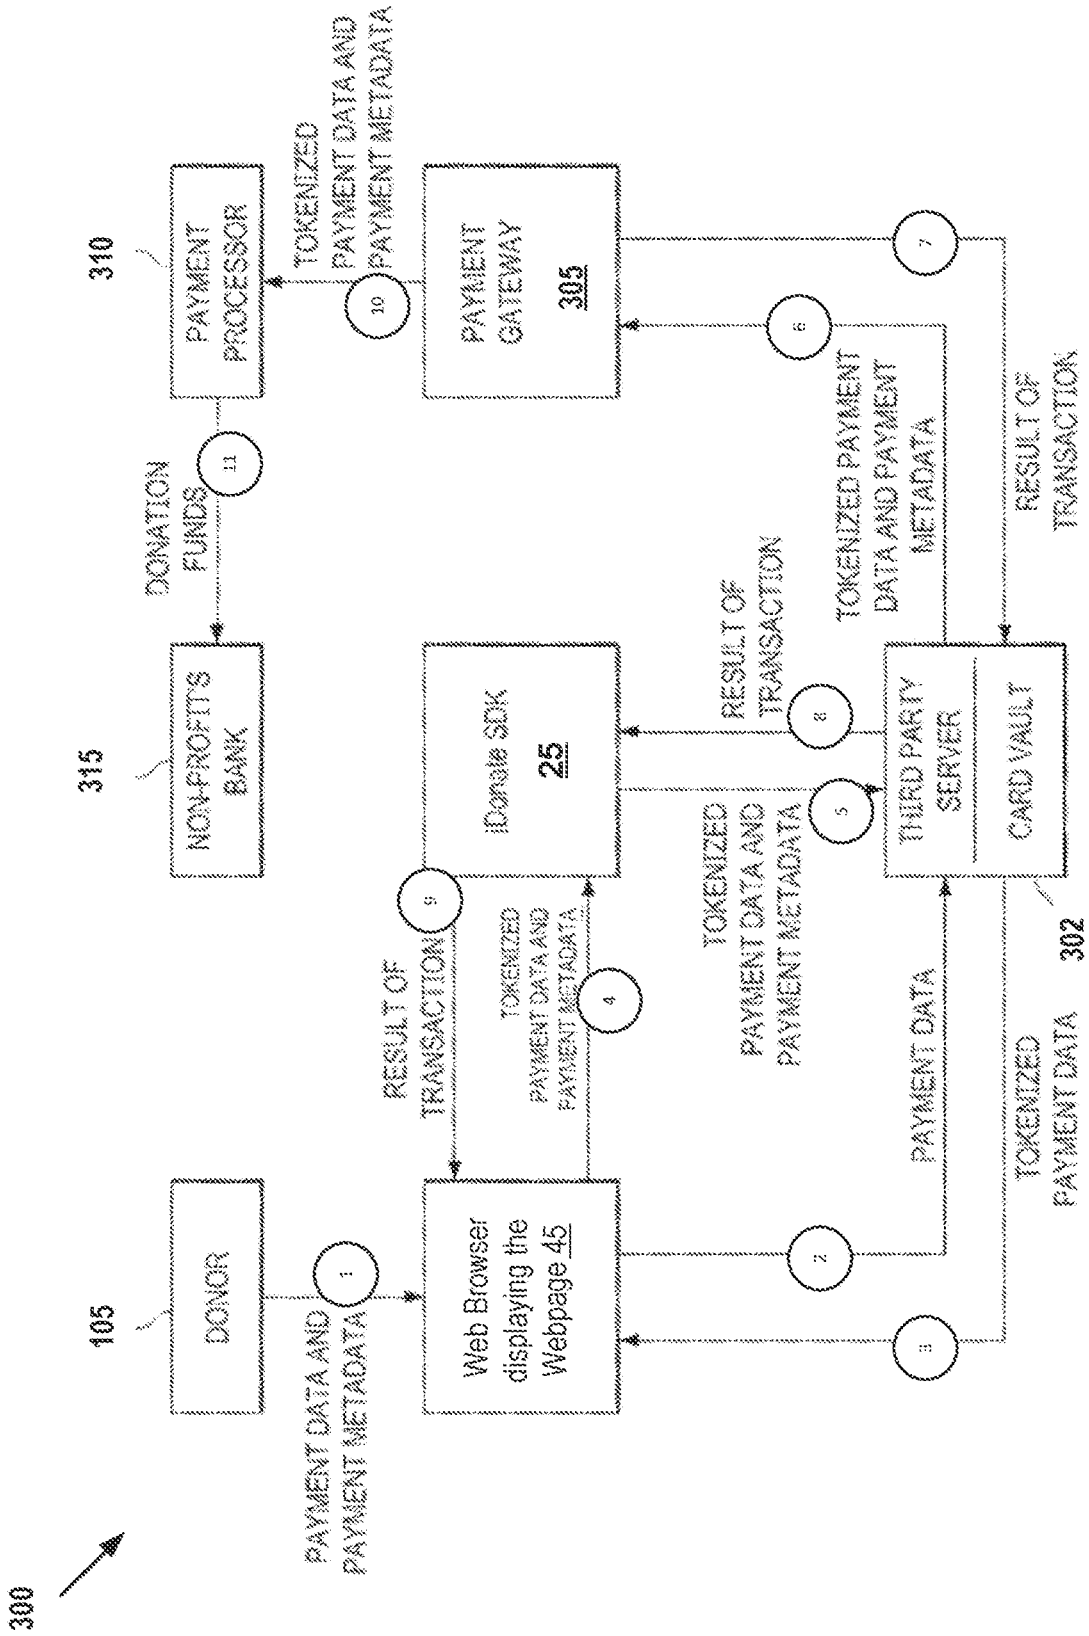 300
105
DONOR
315
NON-PROFIT'S
BANK
310
PAYMENT
PROCESSOR
DONATION
FUNDS
11
PAYMENT DATA AND
PAYMENT METADATA
1
TOKENIZED
PAYMENT DATA AND
PAYMENT METADATA
10
RESULT OF
TRANSACTION
9
Web Browser
displaying the
Webpage 45
TOKENIZED
PAYMENT DATA AND
PAYMENT METADATA
4
iDonate SDK
25
PAYMENT
GATEWAY
305
TOKENIZED
PAYMENT DATA AND
PAYMENT METADATA
5
RESULT OF
TRANSACTION
8
6
TOKENIZED PAYMENT
DATA AND PAYMENT
METADATA
7
2
PAYMENT DATA
3
TOKENIZED
PAYMENT DATA
THIRD PARTY
SERVER
CARD VAULT
302
RESULT OF
TRANSACTION